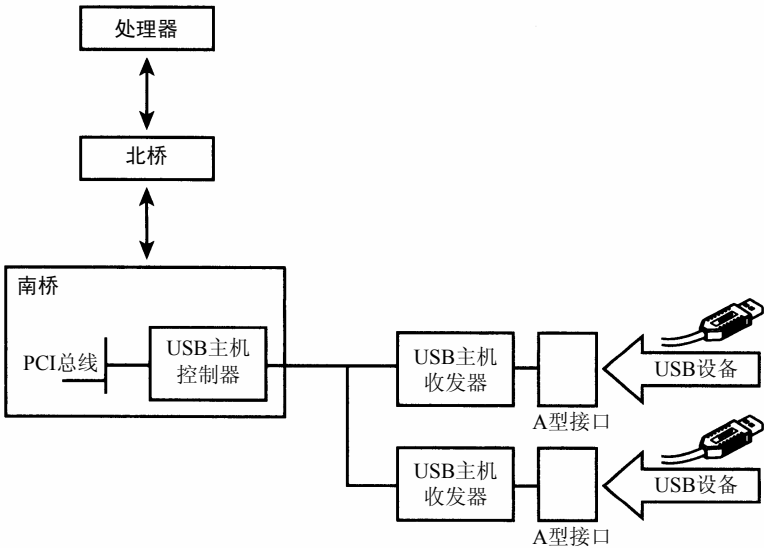 处理器
北桥
南桥
PCI总线
USB主机
控制器
USB主机
收发器
A型接口
USB设备
USB主机
收发器
A型接口
USB设备